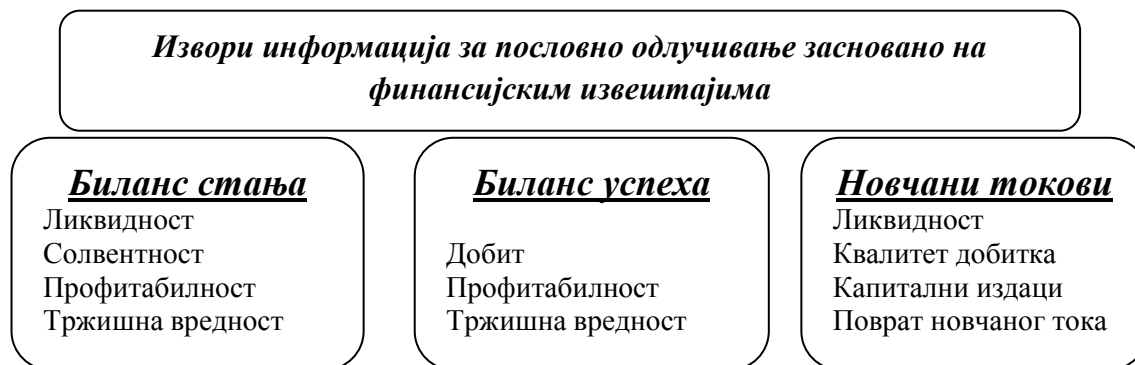 Извори информација за пословно одлучивање засновано на
финансијским извештајима
Биланс стања
Ликвидност
Солвентност
Профитабилност
Тржишна вредност
Биланс успеха
Добит
Профитабилност
Тржишна вредност
Новчани токови
Ликвидност
Квалитет добитка
Капитални издаци
Поврат новчаног тока